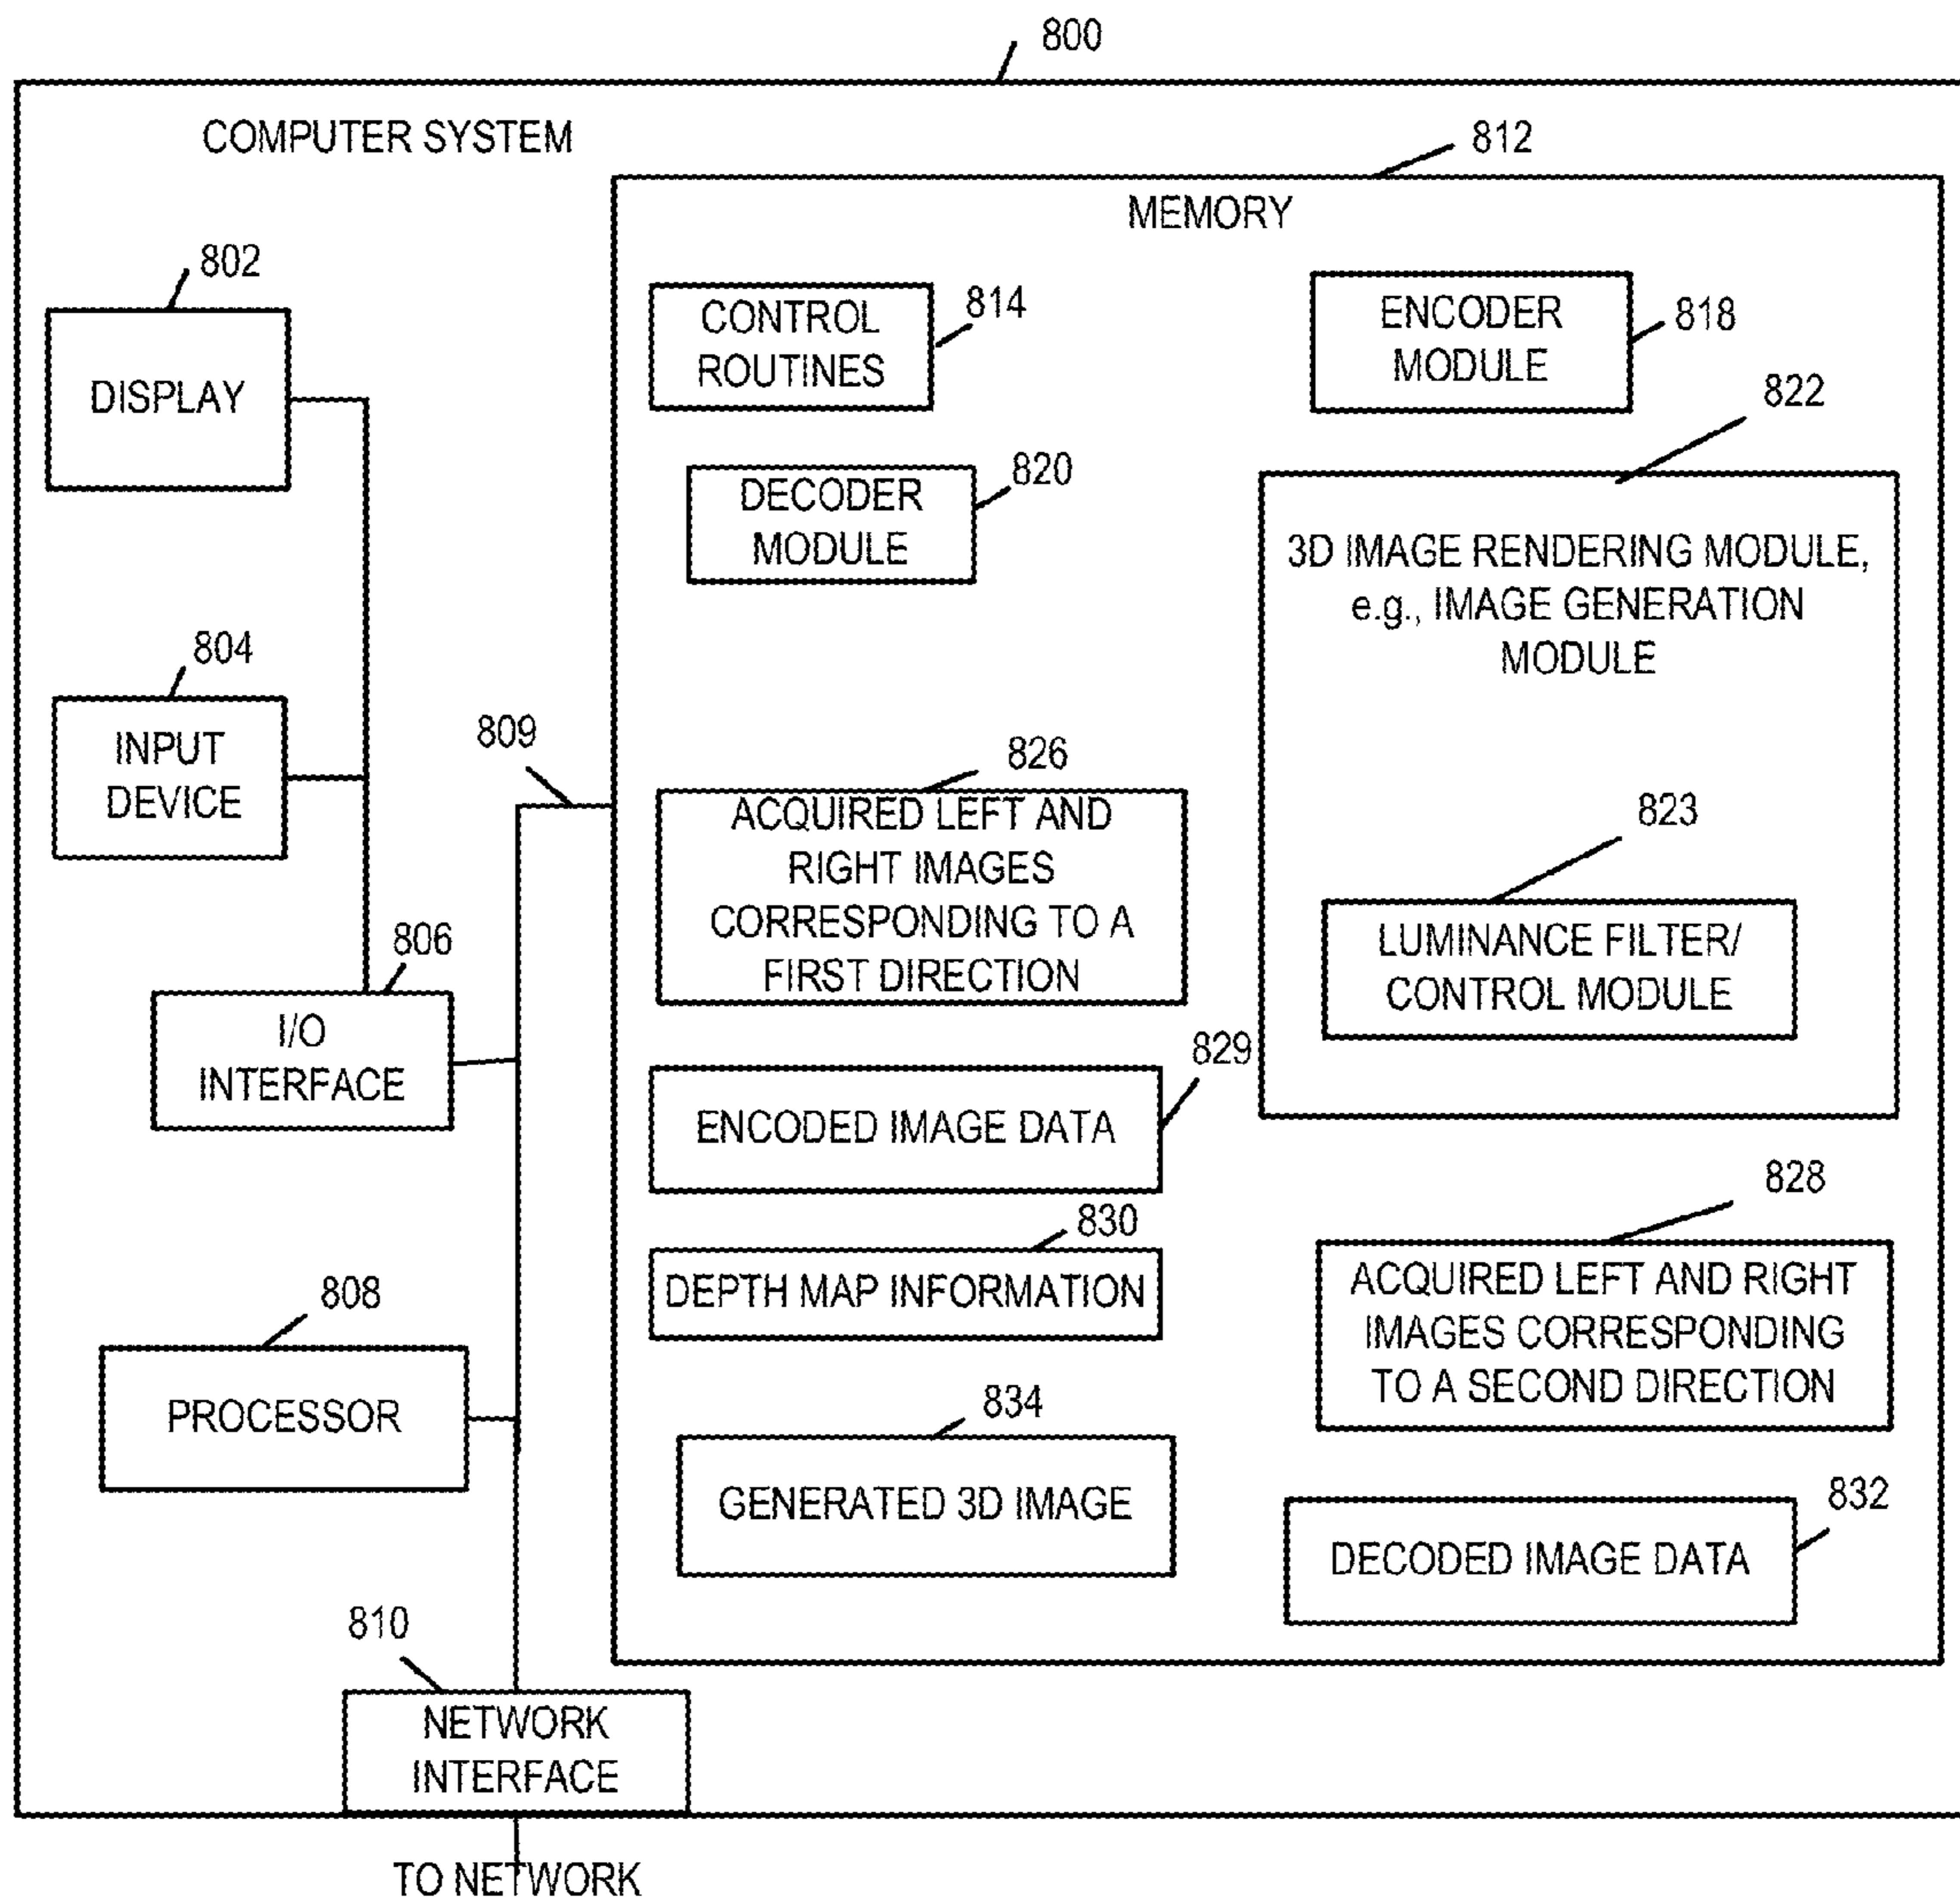 800
COMPUTER SYSTEM
812
MEMORY
802
DISPLAY
CONTROL
ROUTINES
814
ENCODER
MODULE
818
822
DECODER
MODULE
820
3D IMAGE RENDERING MODULE,
e.g., IMAGE GENERATION
MODULE
804
INPUT
DEVICE
809
826
ACQUIRED LEFT AND
RIGHT IMAGES
CORRESPONDING TO A
FIRST DIRECTION
823
LUMINANCE FILTER/
CONTROL MODULE
806
I/O
INTERFACE
829
ENCODED IMAGE DATA
828
830
DEPTH MAP INFORMATION
ACQUIRED LEFT AND RIGHT
IMAGES CORRESPONDING
TO A SECOND DIRECTION
808
PROCESSOR
834
GENERATED 3D IMAGE
832
DECODED IMAGE DATA
810
NETWORK
INTERFACE
TO NETWORK